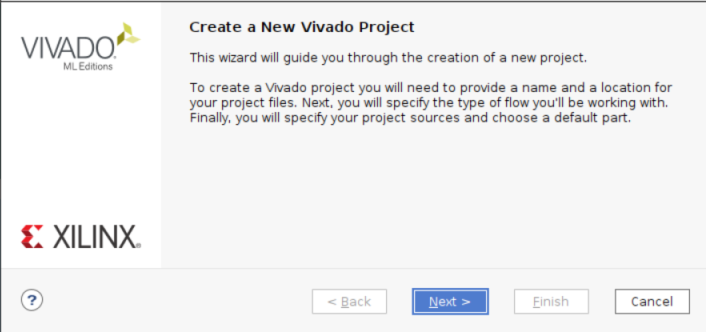 Create a New Vivado Project
VIVADO.
ML Editions
This wizard will guide you through the creation of a new project.
To create a Vivado project you will need to provide a name and a location for
your project files. Next, you will specify the type of flow you'll be working with.
Finally, you will specify your project sources and choose a default part.
XILINX.
?
< Back
Next >
Finish
Cancel